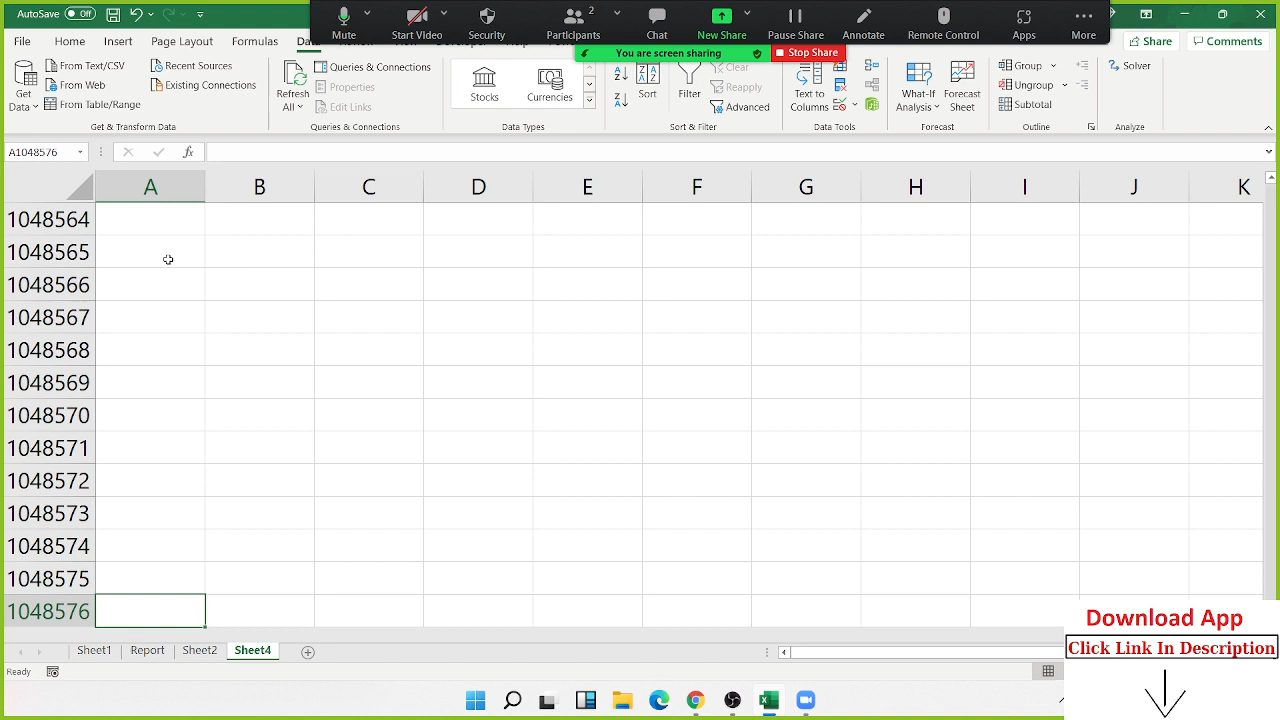 AutoSave Off
Mute
Start Video
Security
Participants
2
Chat
New Share
Pause Share
Annotate
Remote Control
Apps
More
You are screen sharing
Stop Share
File
Home
Insert
Page Layout
Formulas
Data
Share
Comments
Get
Data
From Text/CSV
From Web
From Table/Range
Recent Sources
Existing Connections
Get & Transform Data
Refresh
All
Queries & Connections
Properties
Edit Links
Queries & Connections
Stocks
Currencies
Data Types
Sort
Filter
Clear
Reapply
Advanced
Sort & Filter
Text to
Columns
Data Tools
What-If
Analysis
Forecast
Sheet
Forecast
Group
Ungroup
Subtotal
Outline
Solver
Analyze
A1048576
fx
A B C D E F G H I J K
1048564
1048565
1048566
1048567
1048568
1048569
1048570
1048571
1048572
1048573
1048574
1048575
1048576
Sheet1
Report
Sheet2
Sheet4
Ready
Download App
Click Link In Description